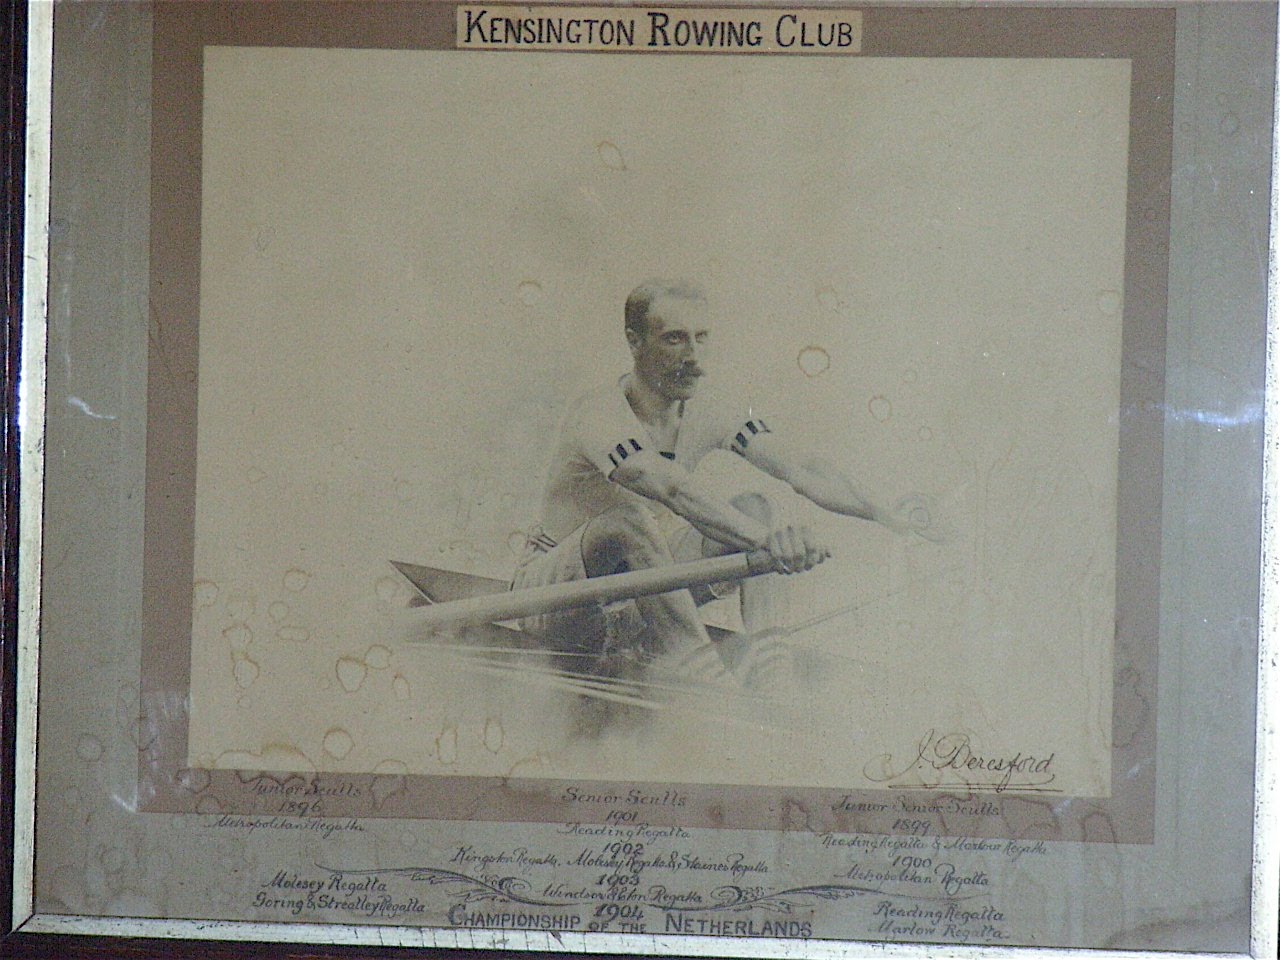 KENSINGTON ROWING CLUB
J. Beresford
Junior Sculls
1896
Metropolitan Regatta
Molesey Regatta
Goring & Streatley Regatta
Senior Sculls
1901
Reading Regatta
1902
Kingston Regatta, Molesey Regatta & Staines Regatta
1903
Windsor & Eton Regatta
1904
CHAMPIONSHIP OF THE NETHERLANDS
Junior Senior Sculls
1899
Reading Regatta & Marlow Regatta
1900
Metropolitan Regatta
Reading Regatta
Marlow Regatta